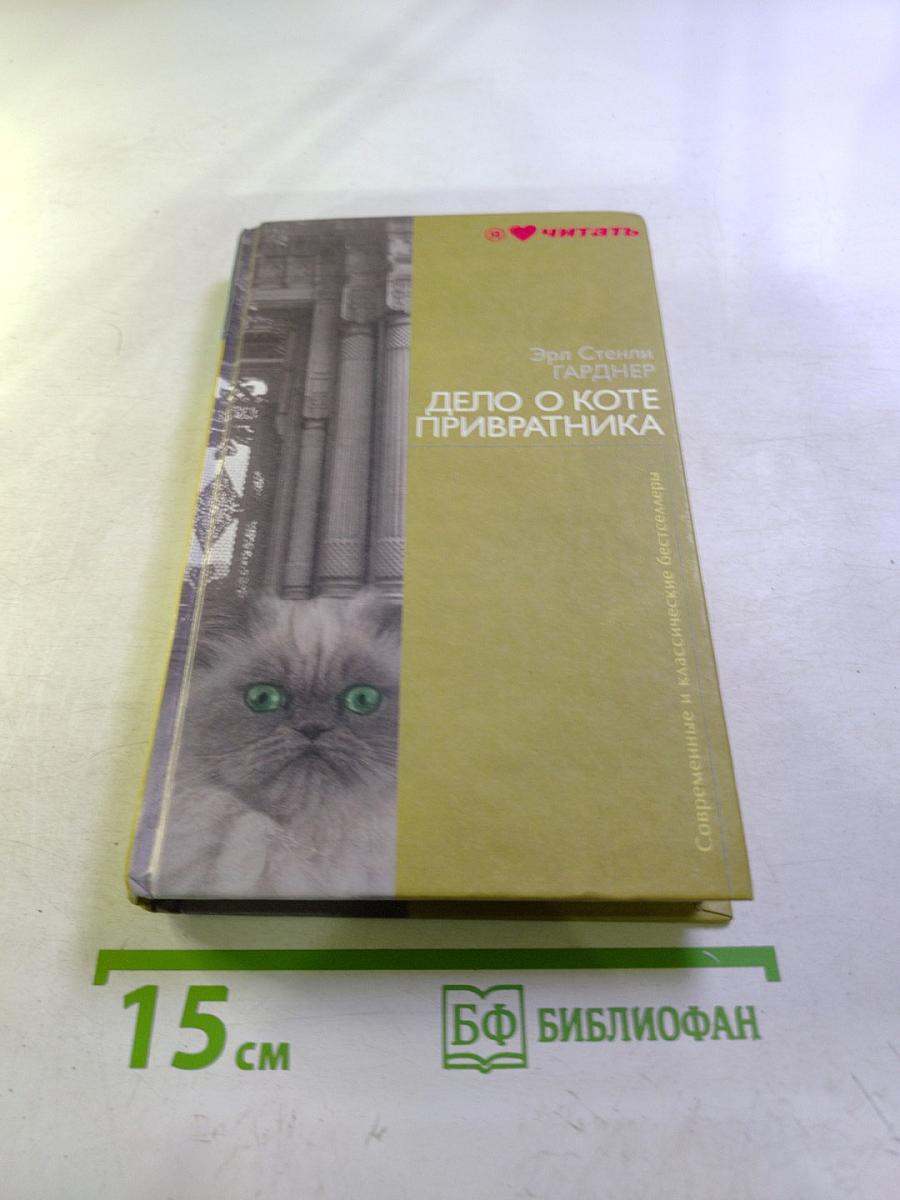 Я читать
Эрл Стенли
ГАРДНЕР
ДЕЛО О КОТЕ
ПРИВРАТНИКА
Современные и классические бестселлеры
15 см
БФ БИБЛИОФАН